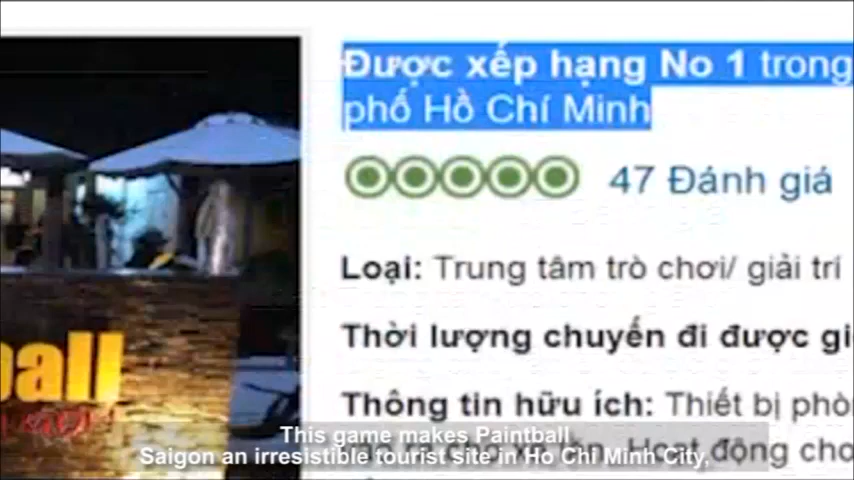 Được xếp hạng No 1 trong
phố Hồ Chí Minh
47 Đánh giá
Loại: Trung tâm trò chơi/ giải trí
Thời lượng chuyến đi được
Thông tin hữu ích: Thiết bị
Hoạt động
ball
This game makes Paintball
Saigon an irresistible tourist site in Ho Chi Minh City,